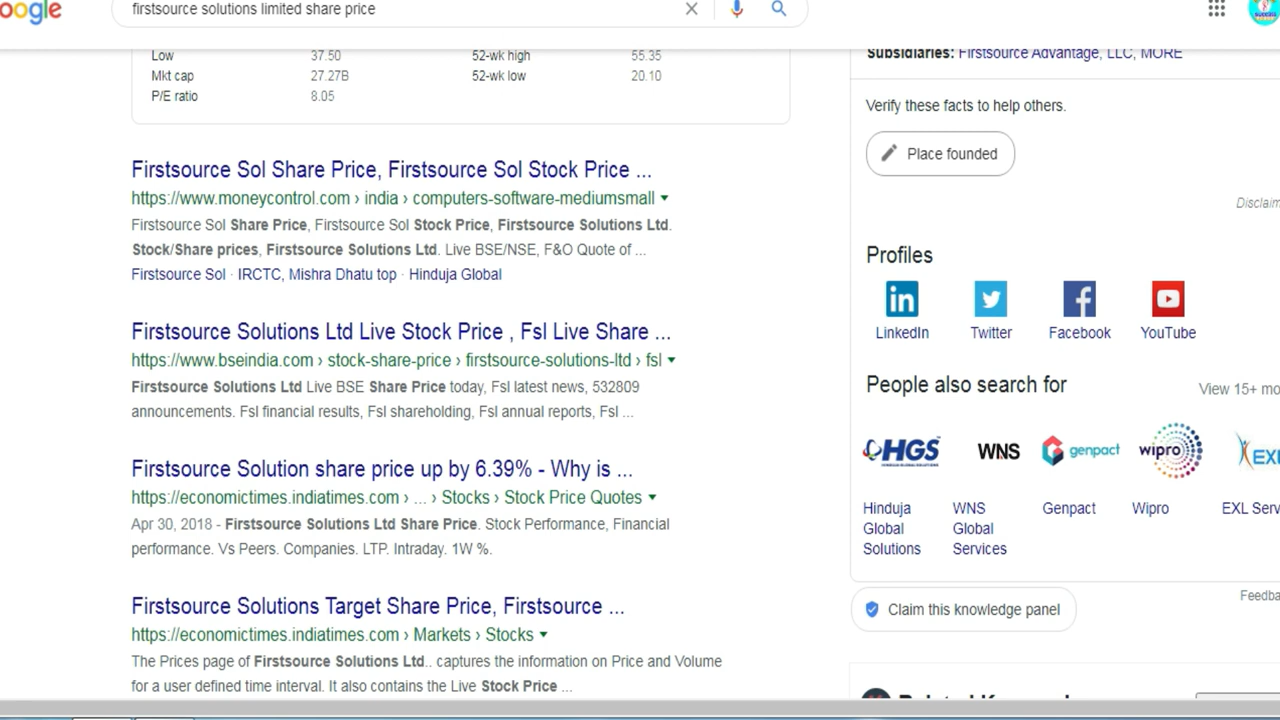 oogle
firstsource solutions limited share price
Low 37.50 52-wk high 55.35
Mkt cap 27.27B 52-wk low 20.10
P/E ratio 8.05
Firstsource Sol Share Price, Firstsource Sol Stock Price ...
https://www.moneycontrol.com › india › computers-software-mediumsmall
Firstsource Sol Share Price, Firstsource Sol Stock Price, Firstsource Solutions Ltd.
Stock/Share prices, Firstsource Solutions Ltd. Live BSE/NSE, F&O Quote of ...
Firstsource Sol · IRCTC, Mishra Dhatu top · Hinduja Global
Firstsource Solutions Ltd Live Stock Price , Fsl Live Share ...
https://www.bseindia.com › stock-share-price › firstsource-solutions-ltd › fsl
Firstsource Solutions Ltd Live BSE Share Price today, Fsl latest news, 532809
announcements. Fsl financial results, Fsl shareholding, Fsl annual reports, Fsl ...
Firstsource Solution share price up by 6.39% - Why is ...
https://economictimes.indiatimes.com › ... › Stocks › Stock Price Quotes
Apr 30, 2018 - Firstsource Solutions Ltd Share Price. Stock Performance, Financial
performance. Vs Peers. Companies. LTP. Intraday. 1W %.
Firstsource Solutions Target Share Price, Firstsource ...
https://economictimes.indiatimes.com › Markets › Stocks
The Prices page of Firstsource Solutions Ltd.. captures the information on Price and Volume
for a user defined time interval. It also contains the Live Stock Price ...
Subsidiaries: Firstsource Advantage, LLC, MORE
Verify these facts to help others.
Place founded
Disclaim
Profiles
LinkedIn Twitter Facebook YouTube
People also search for View 15+ mo
HGS WNS genpact wipro EXL
Hinduja Global Solutions
WNS Global Services
Genpact
Wipro
EXL Serv
Feedba
Claim this knowledge panel